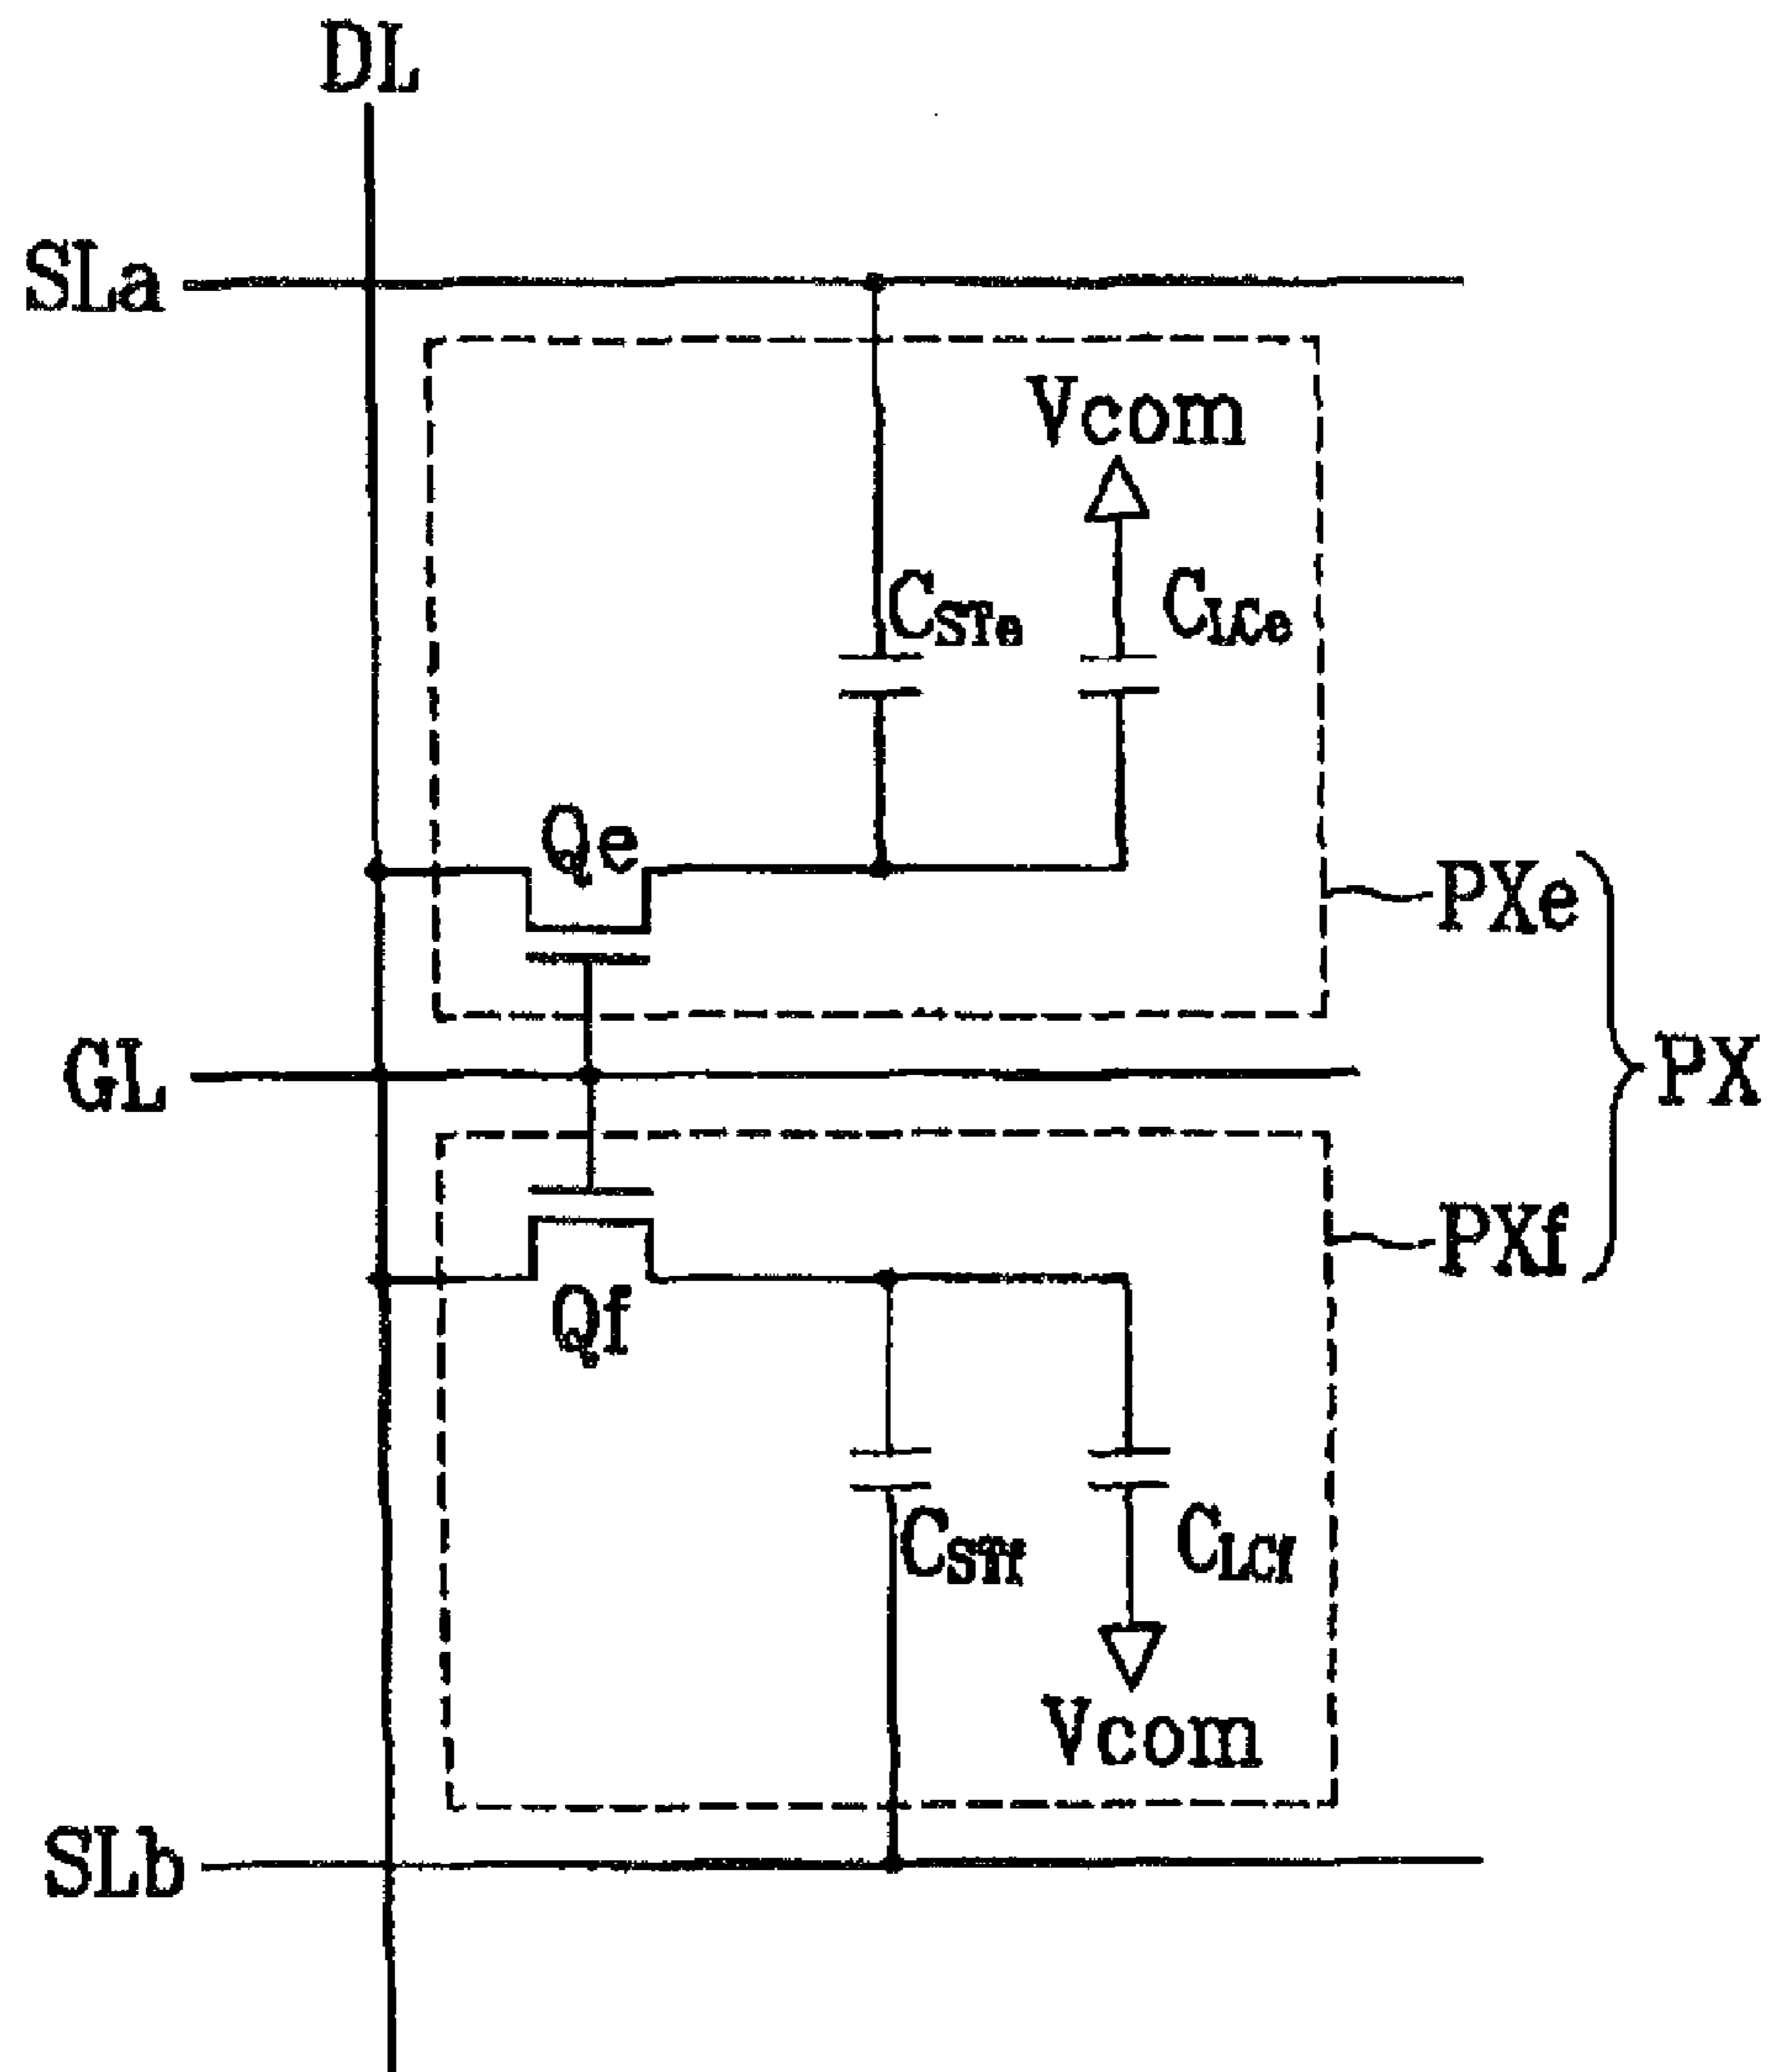 DL
SLa
Vcom
CSTe
CLCe
Qe
PXe
GL
PX
PXf
Qf
CSTf
CLCf
Vcom
SLb